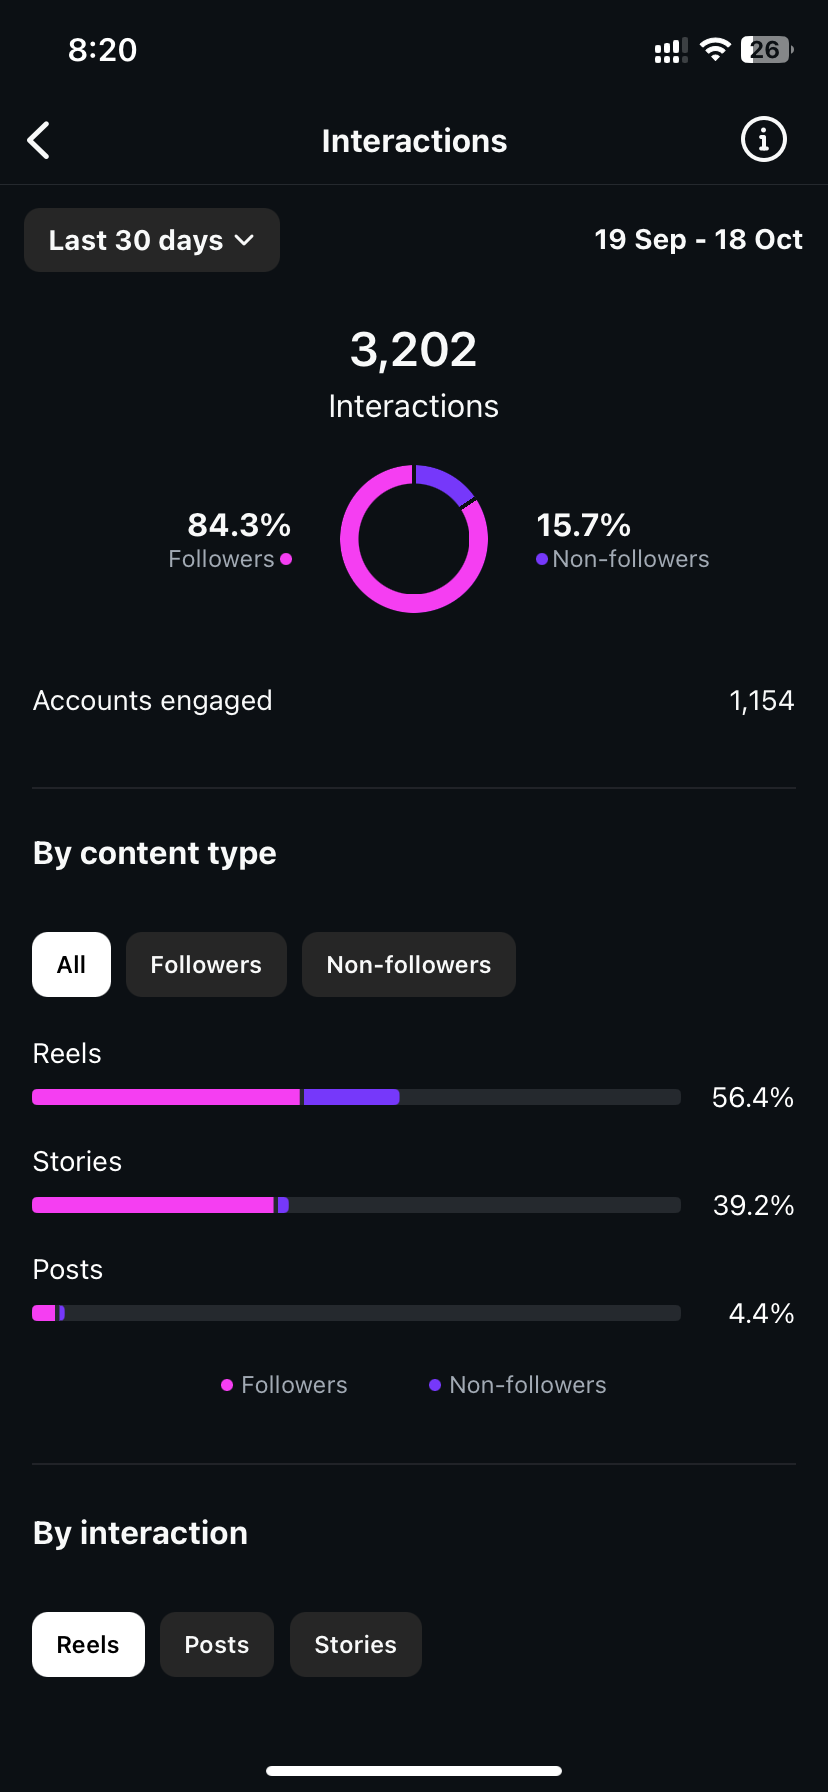 8:20
26
Interactions
Last 30 days
19 Sep - 18 Oct
3,202
Interactions
84.3%
Followers
15.7%
Non-followers
Accounts engaged
1,154
By content type
All
Followers
Non-followers
Reels
56.4%
Stories
39.2%
Posts
4.4%
Followers
Non-followers
By interaction
Reels
Posts
Stories